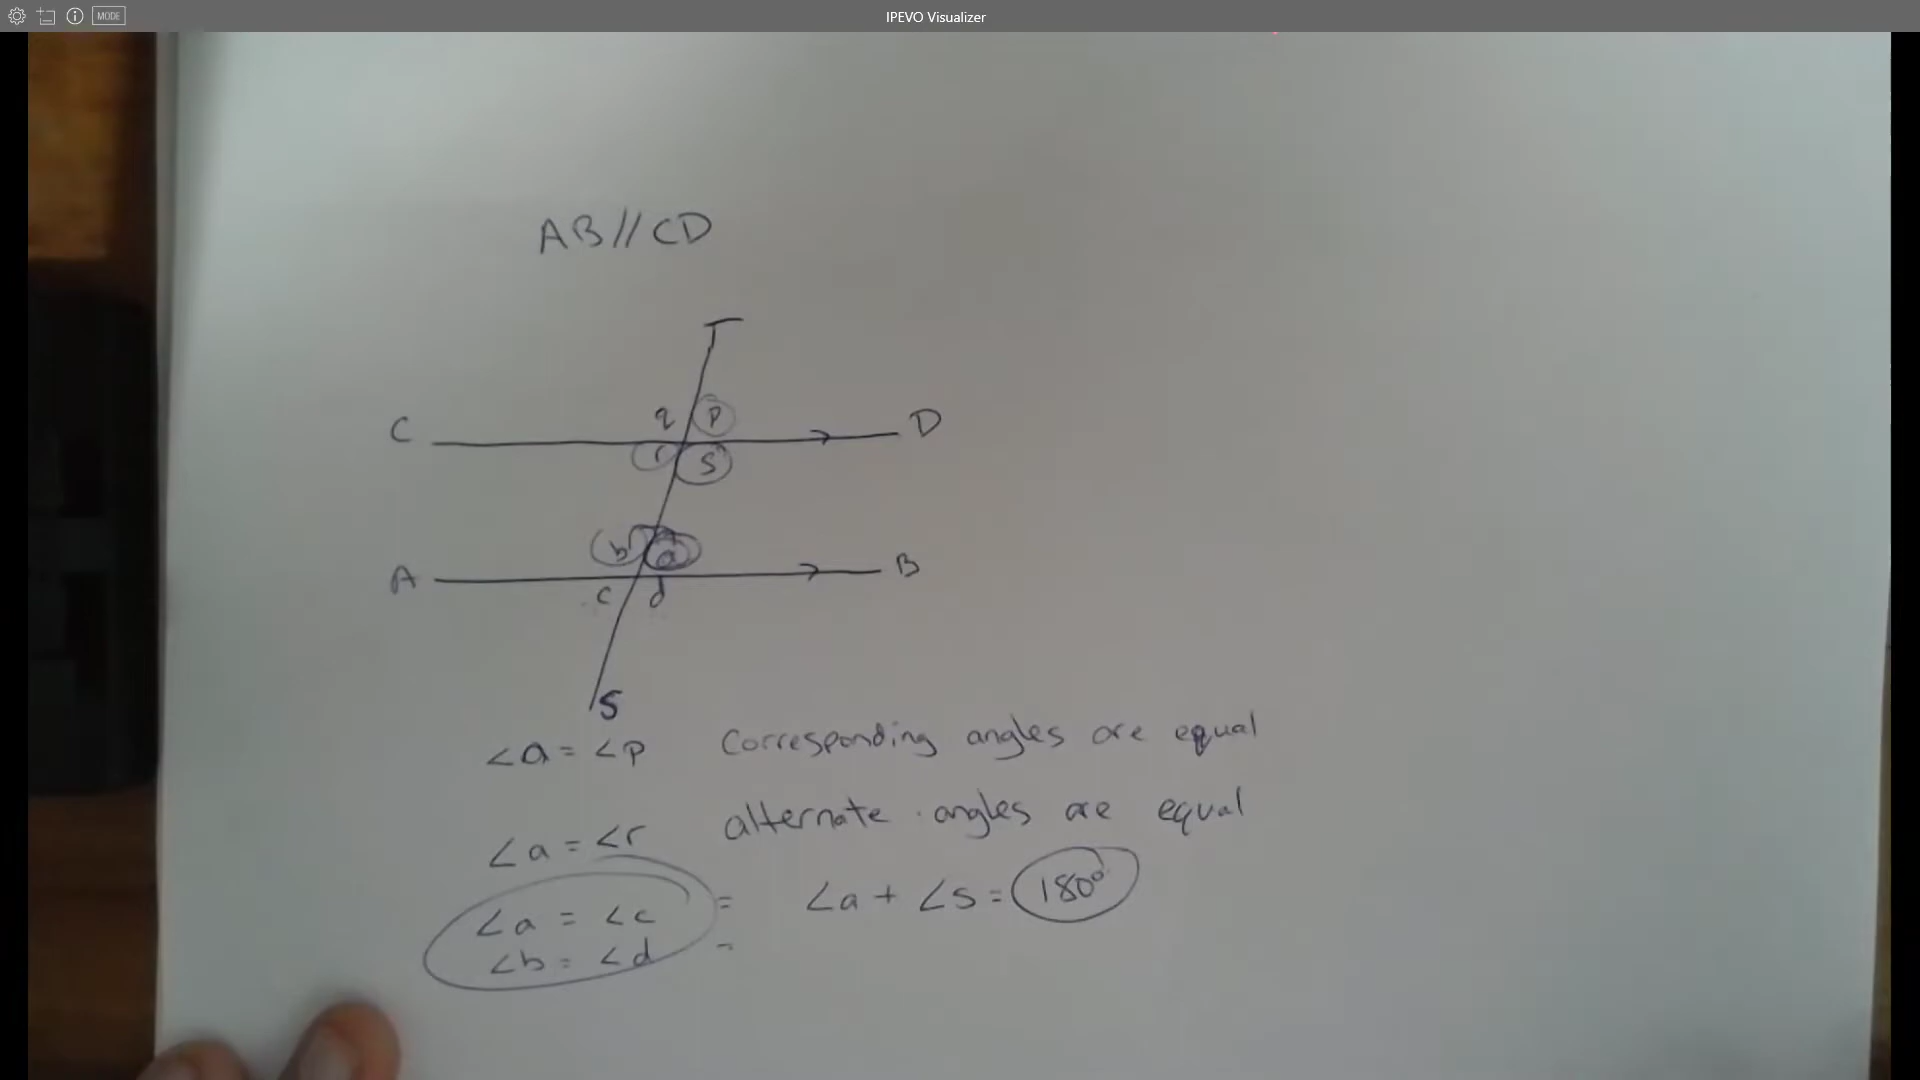 MODE
IPEVO Visualizer
AB//CD
T
C q p D
r s
b a
A B
c d
S
∠a = ∠p Corresponding angles are equal
∠a = ∠r alternate angles are equal
∠a = ∠c = ∠a + ∠s = 180°
∠b = ∠d =